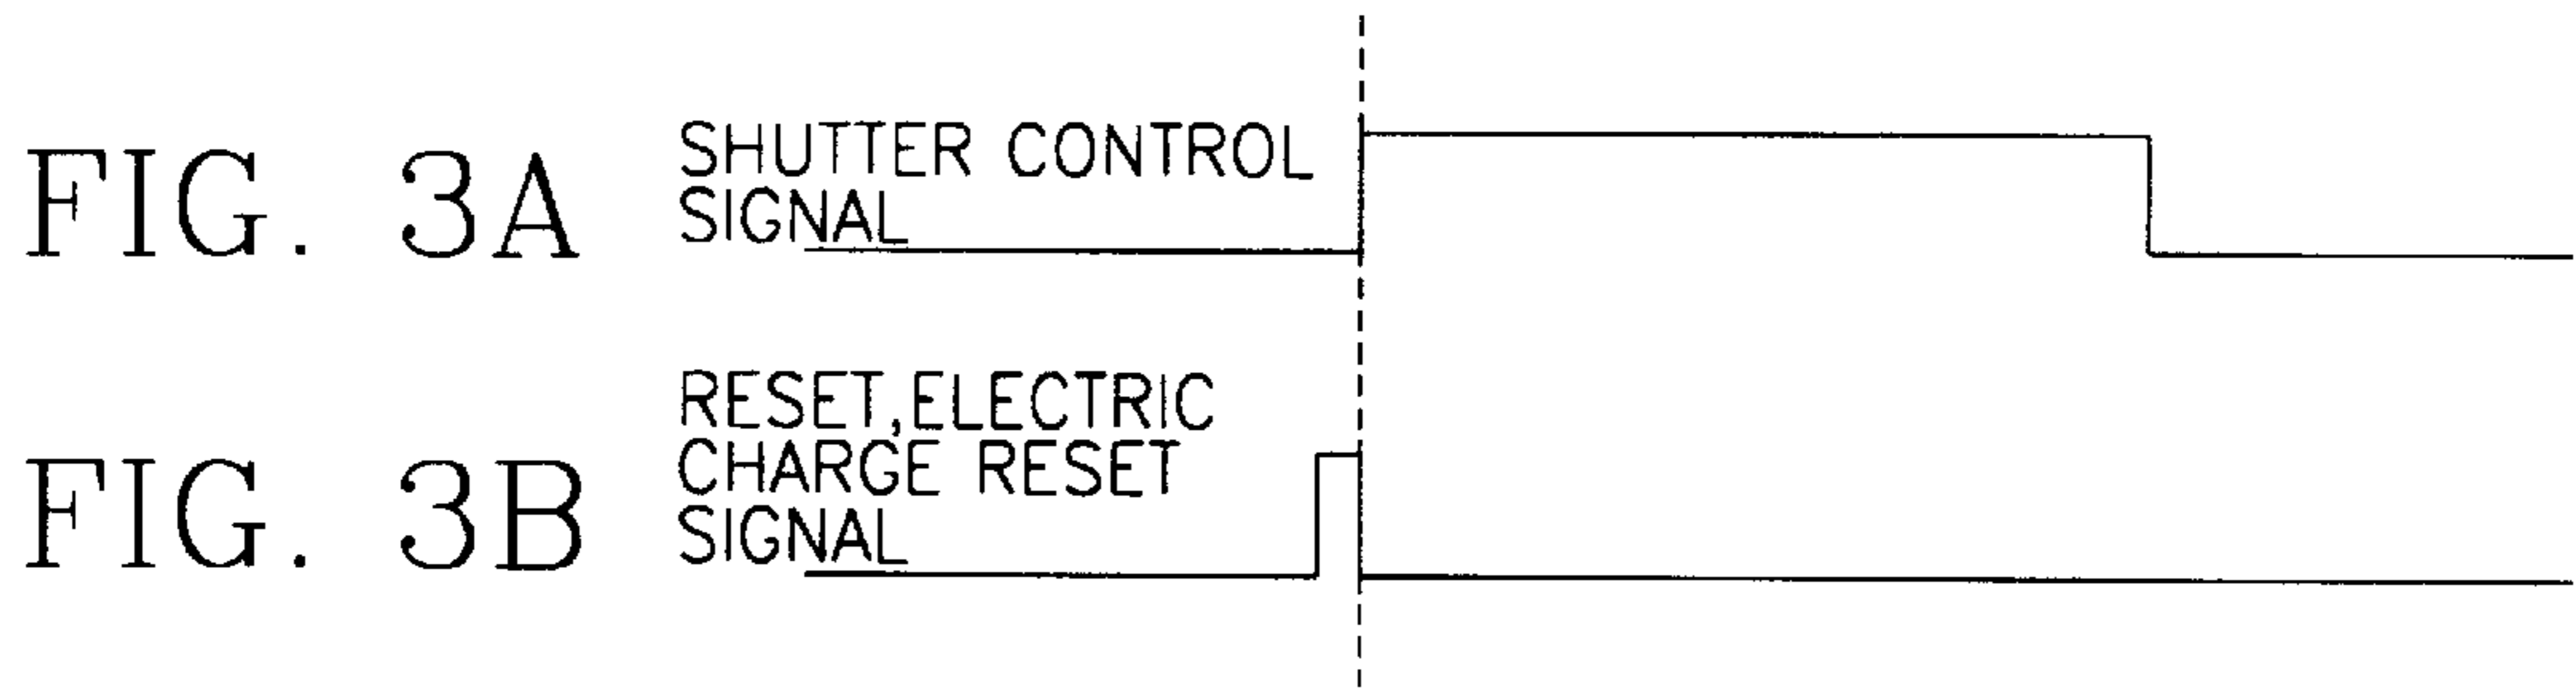 FIG. 3A
SHUTTER CONTROL
SIGNAL
FIG. 3B
RESET,ELECTRIC
CHARGE RESET
SIGNAL